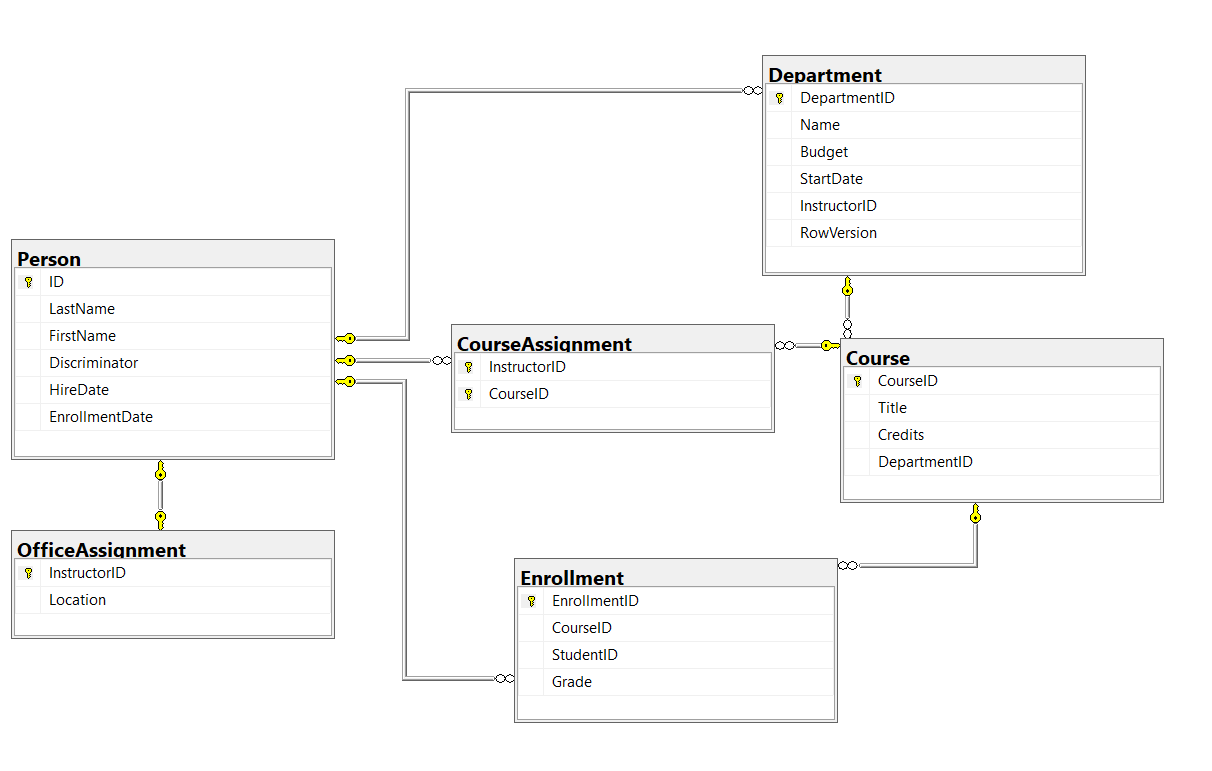 Department
DepartmentID
Name
Budget
StartDate
InstructorID
RowVersion
Person
ID
LastName
FirstName
Discriminator
HireDate
EnrollmentDate
CourseAssignment
InstructorID
CourseID
Course
CourseID
Title
Credits
DepartmentID
OfficeAssignment
InstructorID
Location
Enrollment
EnrollmentID
CourseID
StudentID
Grade